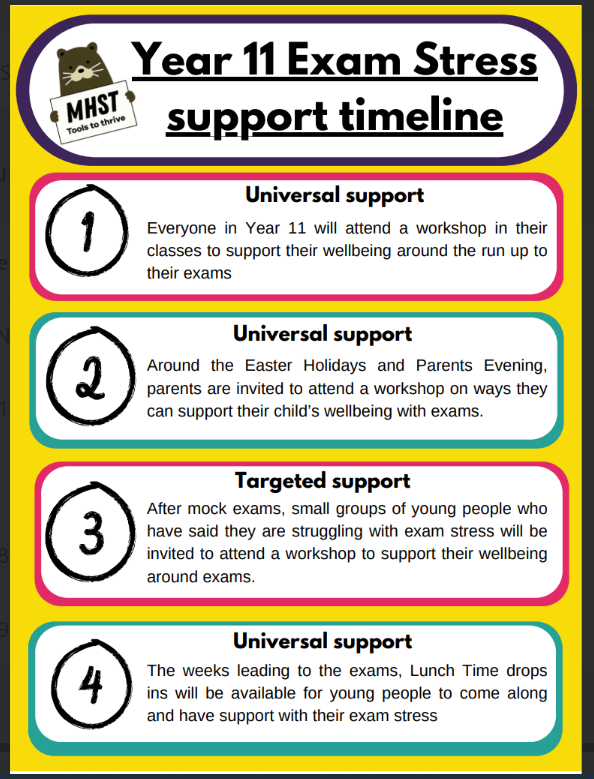 Year 11 Exam Stress
support timeline
MHST
Tools to thrive
1
Universal support
Everyone in Year 11 will attend a workshop in their
classes to support their wellbeing around the run up to
their exams
2
Universal support
Around the Easter Holidays and Parents Evening,
parents are invited to attend a workshop on ways they
can support their child’s wellbeing with exams.
3
Targeted support
After mock exams, small groups of young people who
have said they are struggling with exam stress will be
invited to attend a workshop to support their wellbeing
around exams.
4
Universal support
The weeks leading to the exams, Lunch Time drops
ins will be available for young people to come along
and have support with their exam stress